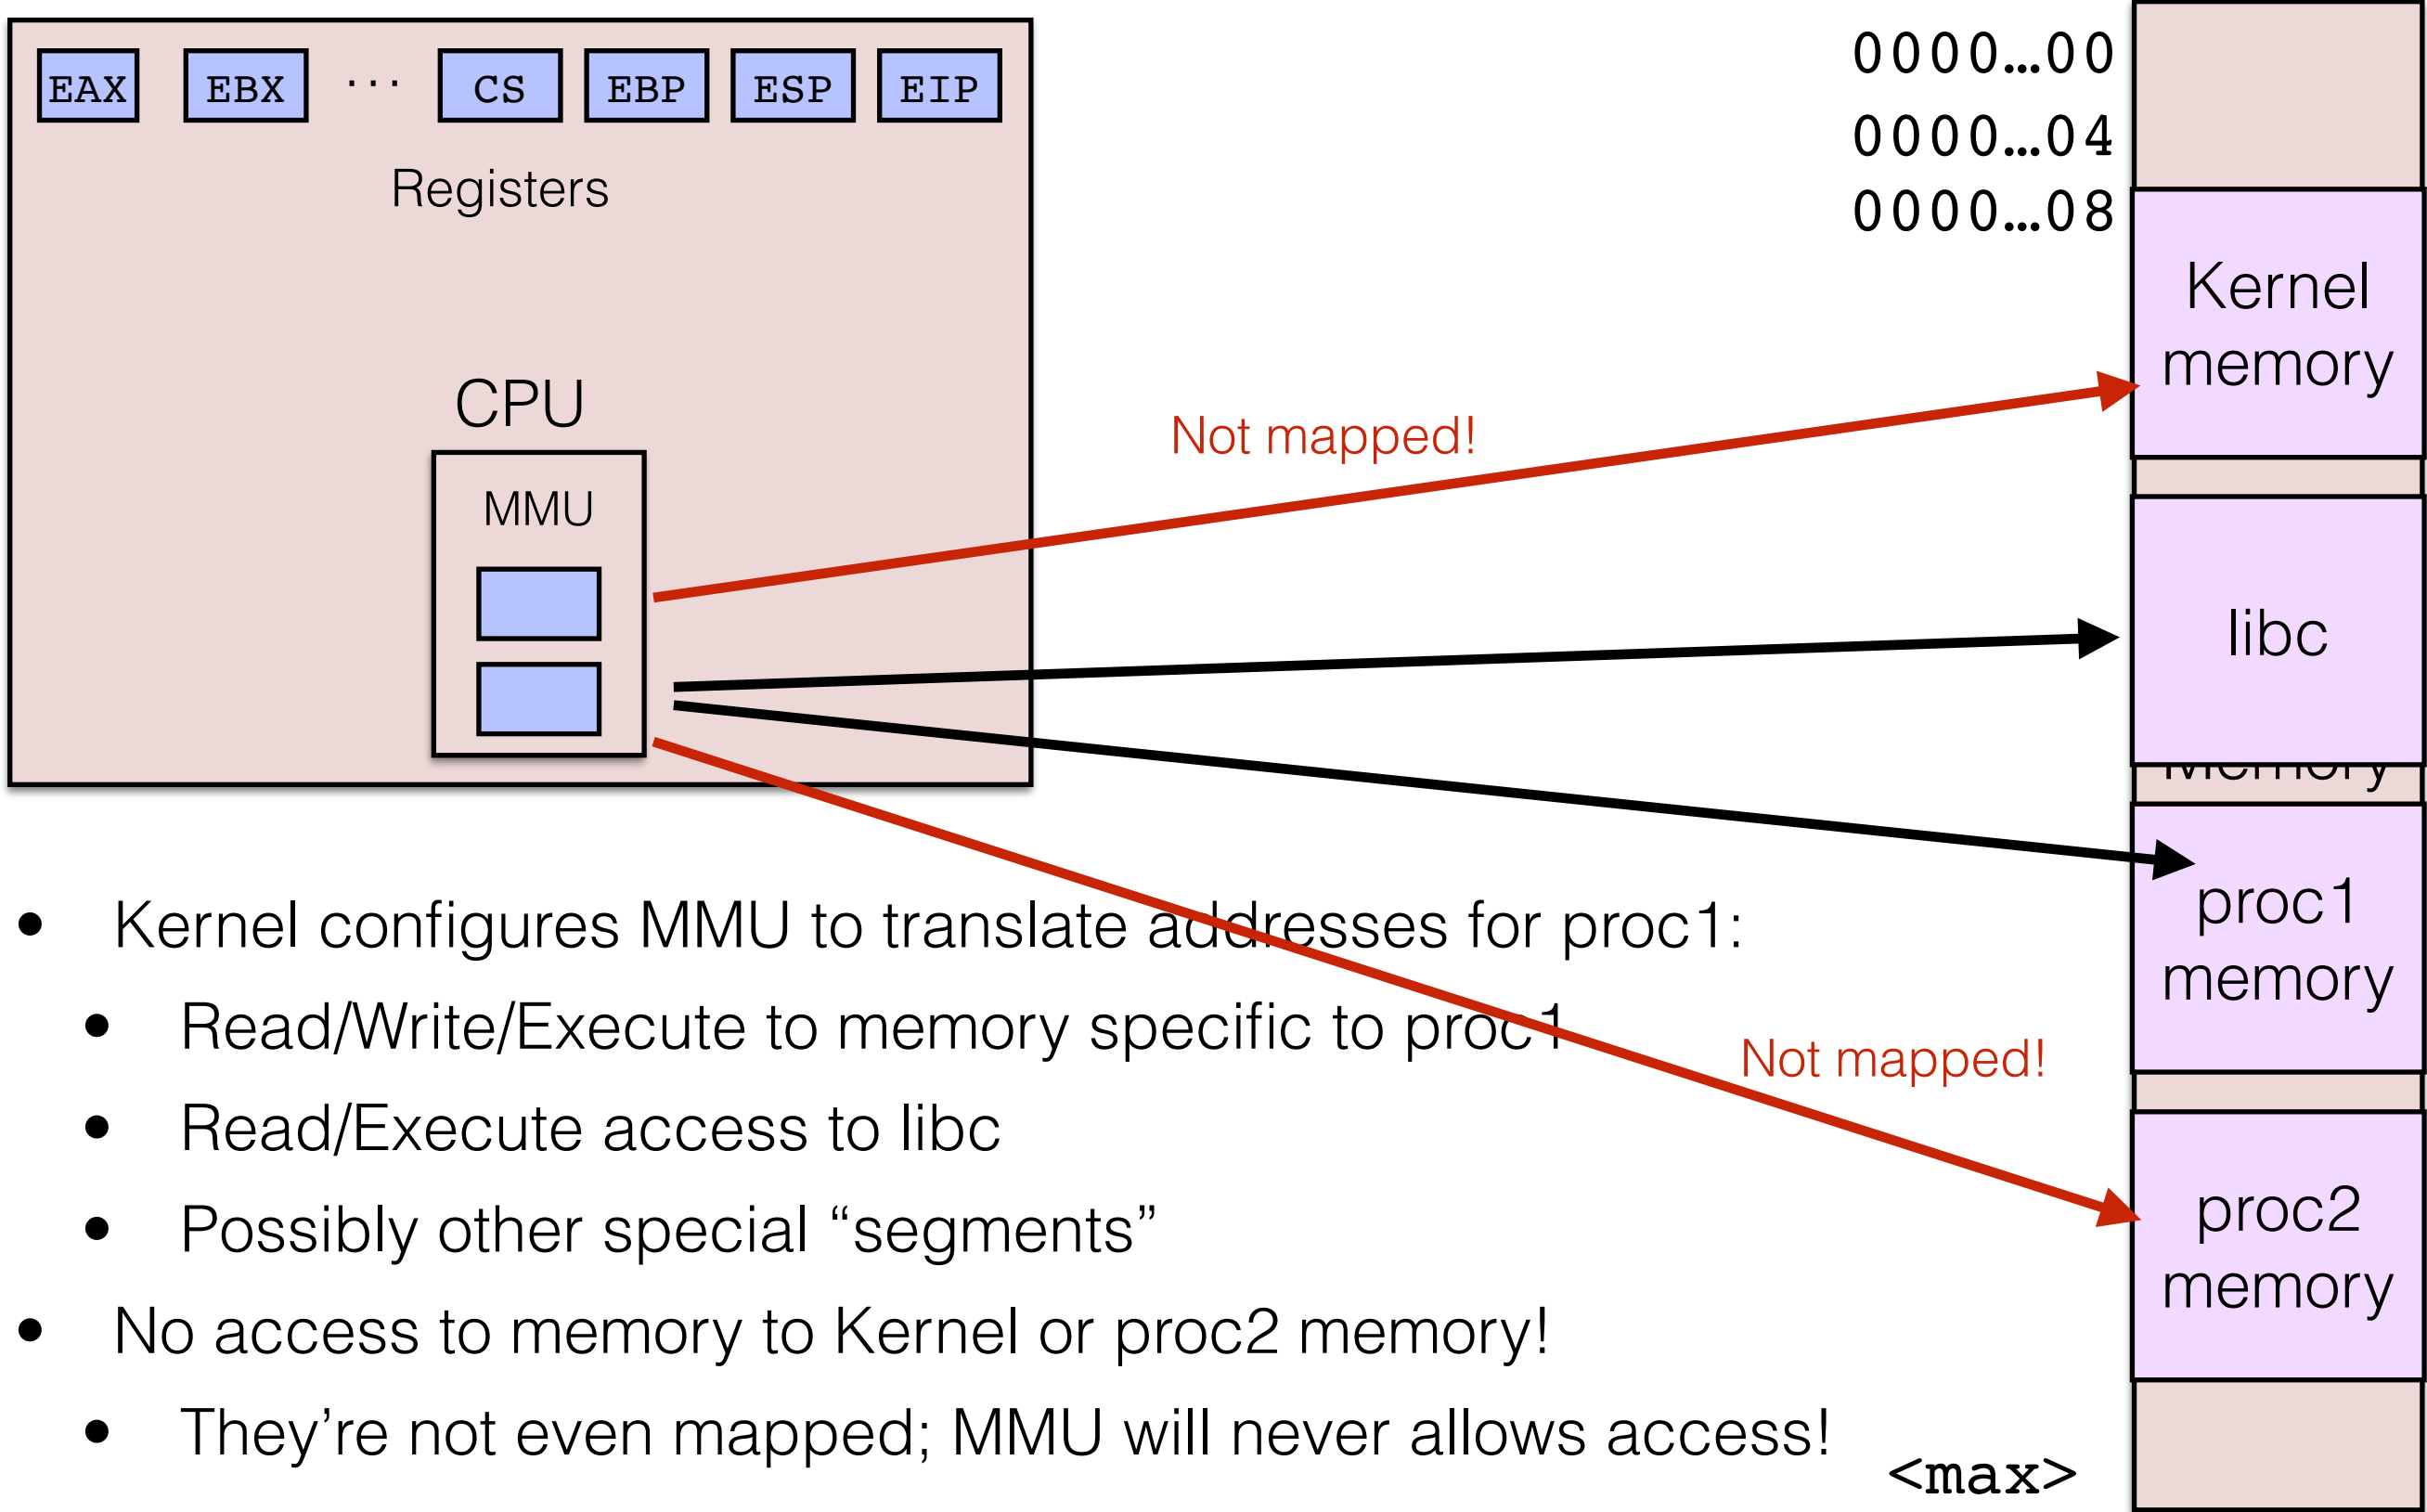 EAX EBX ... CS EBP ESP EIP
Registers
CPU
MMU
0000…00
0000…04
0000…08
Kernel
memory
Not mapped!
libc
Memory
proc1
memory
Not mapped!
proc2
memory
<max>
• Kernel configures MMU to translate addresses for proc1:
• Read/Write/Execute to memory specific to proc1
• Read/Execute access to libc
• Possibly other special “segments”
• No access to memory to Kernel or proc2 memory!
• They’re not even mapped; MMU will never allows access!